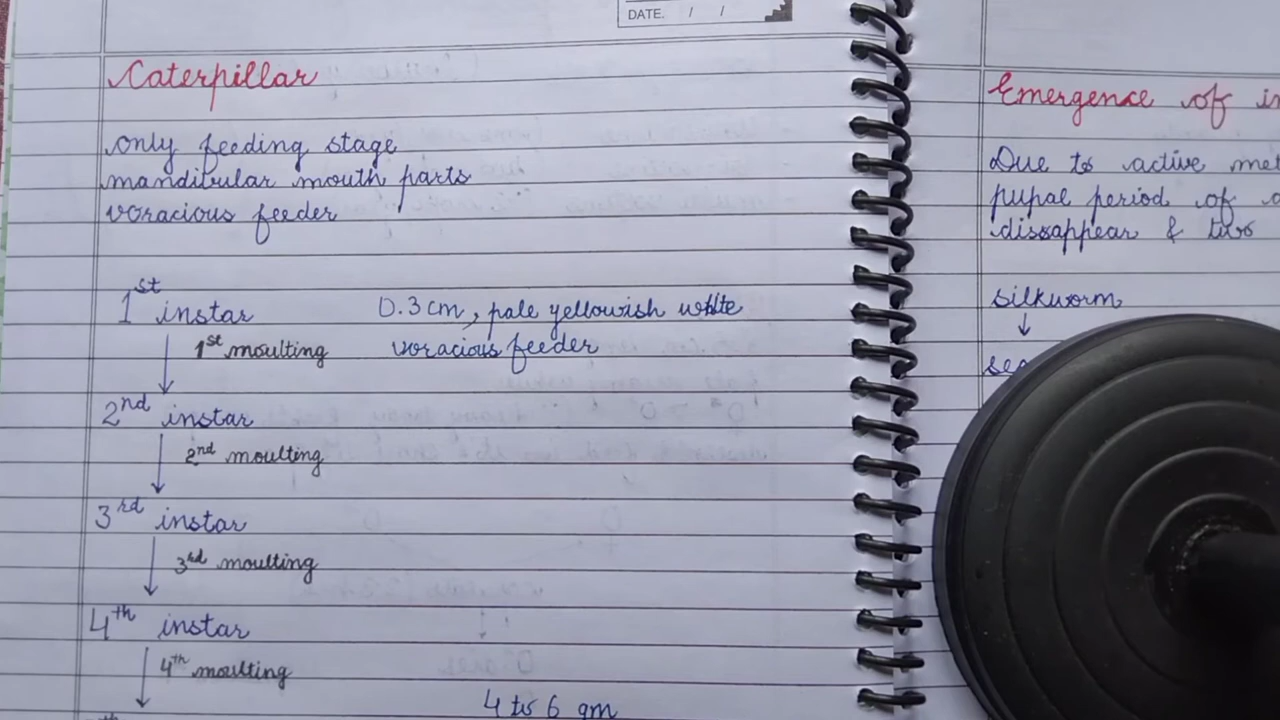 DATE. / /
Caterpillar
only feeding stage
mandibular mouth parts
voracious feeder
1st instar 0.3 cm, pale yellowish white
1st moulting voracious feeder
2nd instar
2nd moulting
3rd instar
3rd moulting
4th instar
4th moulting
4 to 6 gm
Emergence of
Due to active
pupal period of
dissappear & two
silkworm